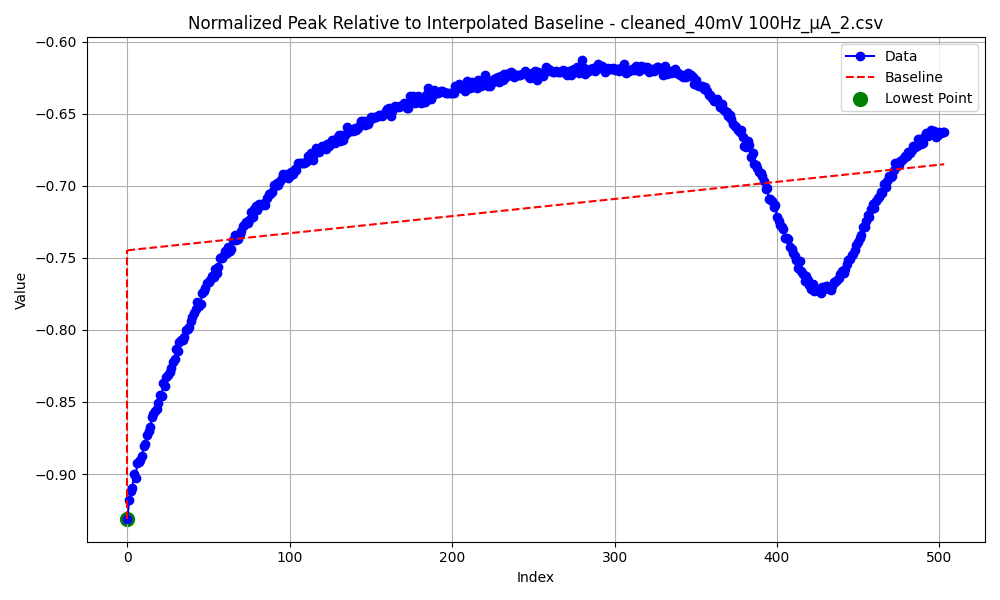 Normalized Peak Relative to Interpolated Baseline - cleaned_40mV 100Hz_μA_2.csv
Data
Baseline
Lowest Point
−0.60
−0.65
−0.70
−0.75
−0.80
−0.85
−0.90
Value
0
100
200
300
400
500
Index